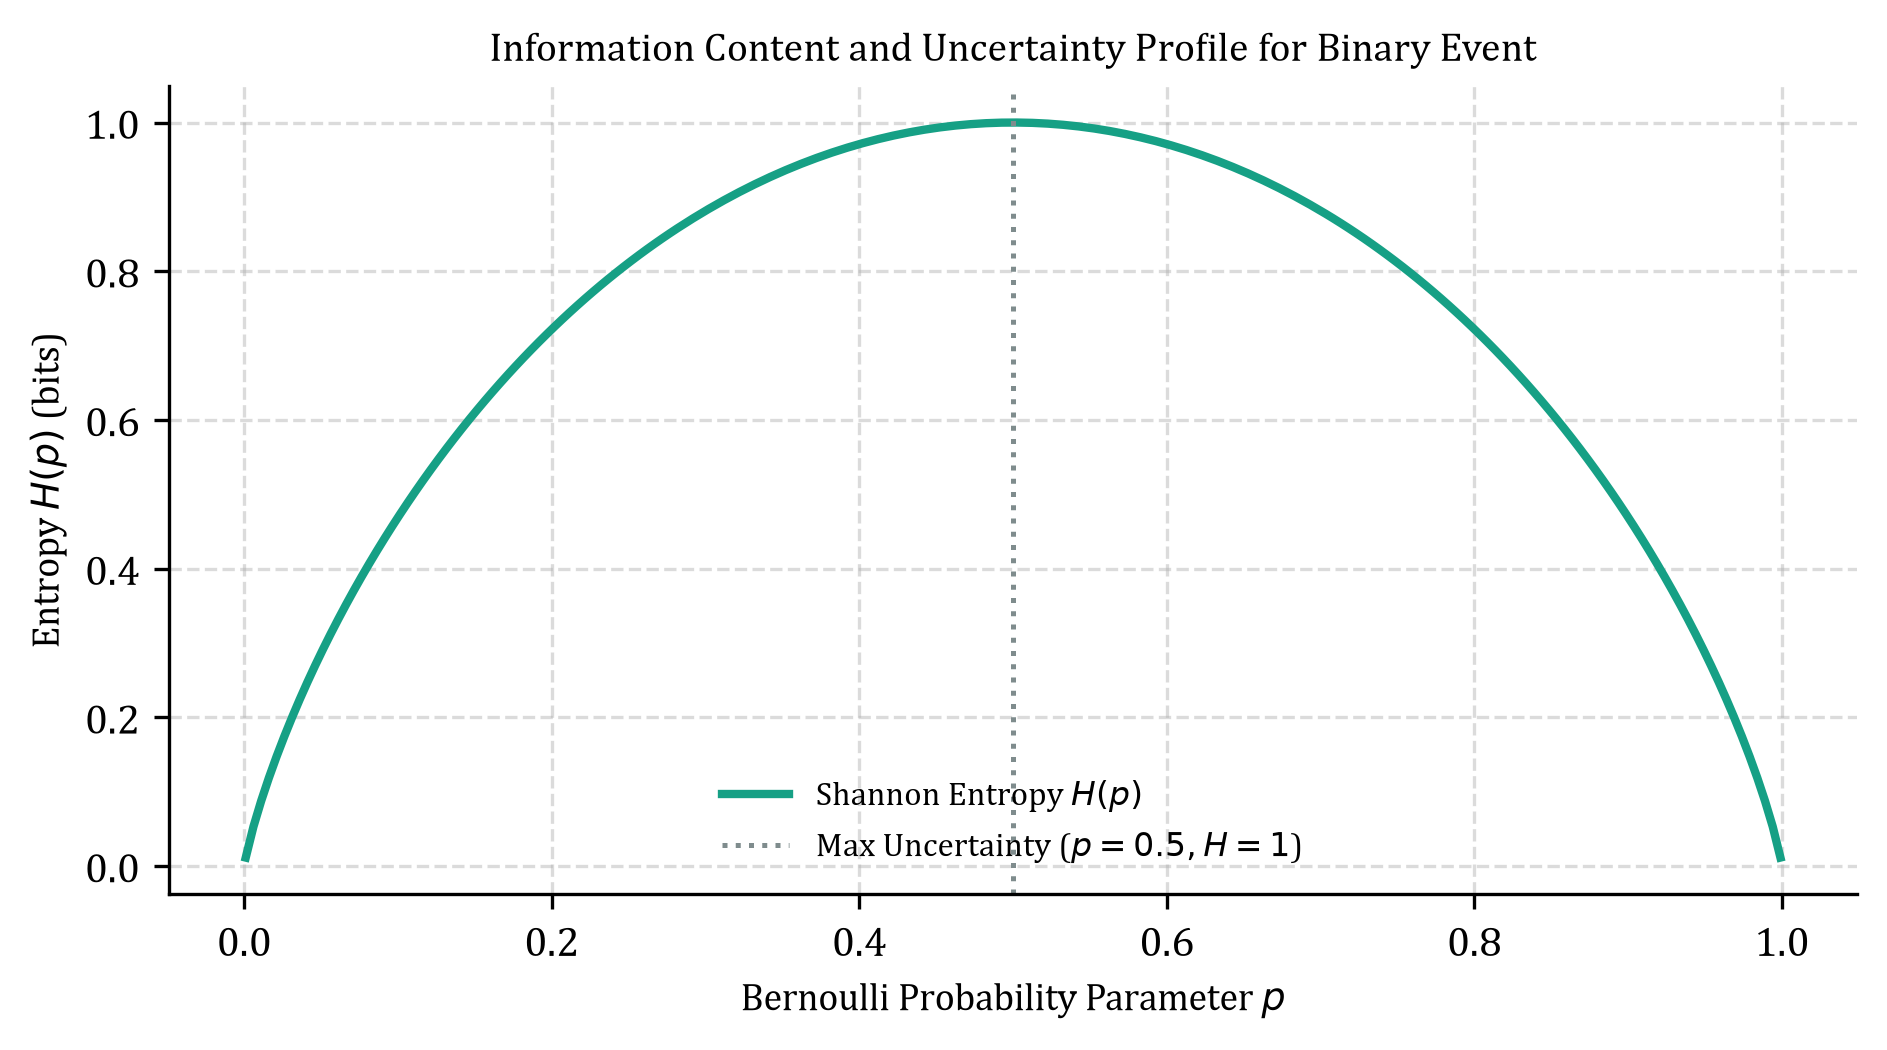 Information Content and Uncertainty Profile for Binary Event
Entropy H(p) (bits)
1.0
0.8
0.6
0.4
0.2
0.0
Shannon Entropy H(p)
Max Uncertainty (p = 0.5, H = 1)
0.0 0.2 0.4 0.6 0.8 1.0
Bernoulli Probability Parameter p